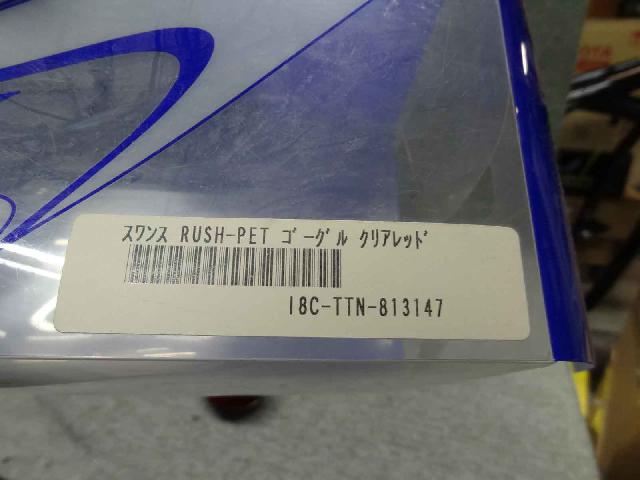 ｽﾜﾝｽ RUSH-PET ｺﾞｰｸﾞﾙ ｸﾘｱﾚｯﾄﾞ
18C-TTN-813147